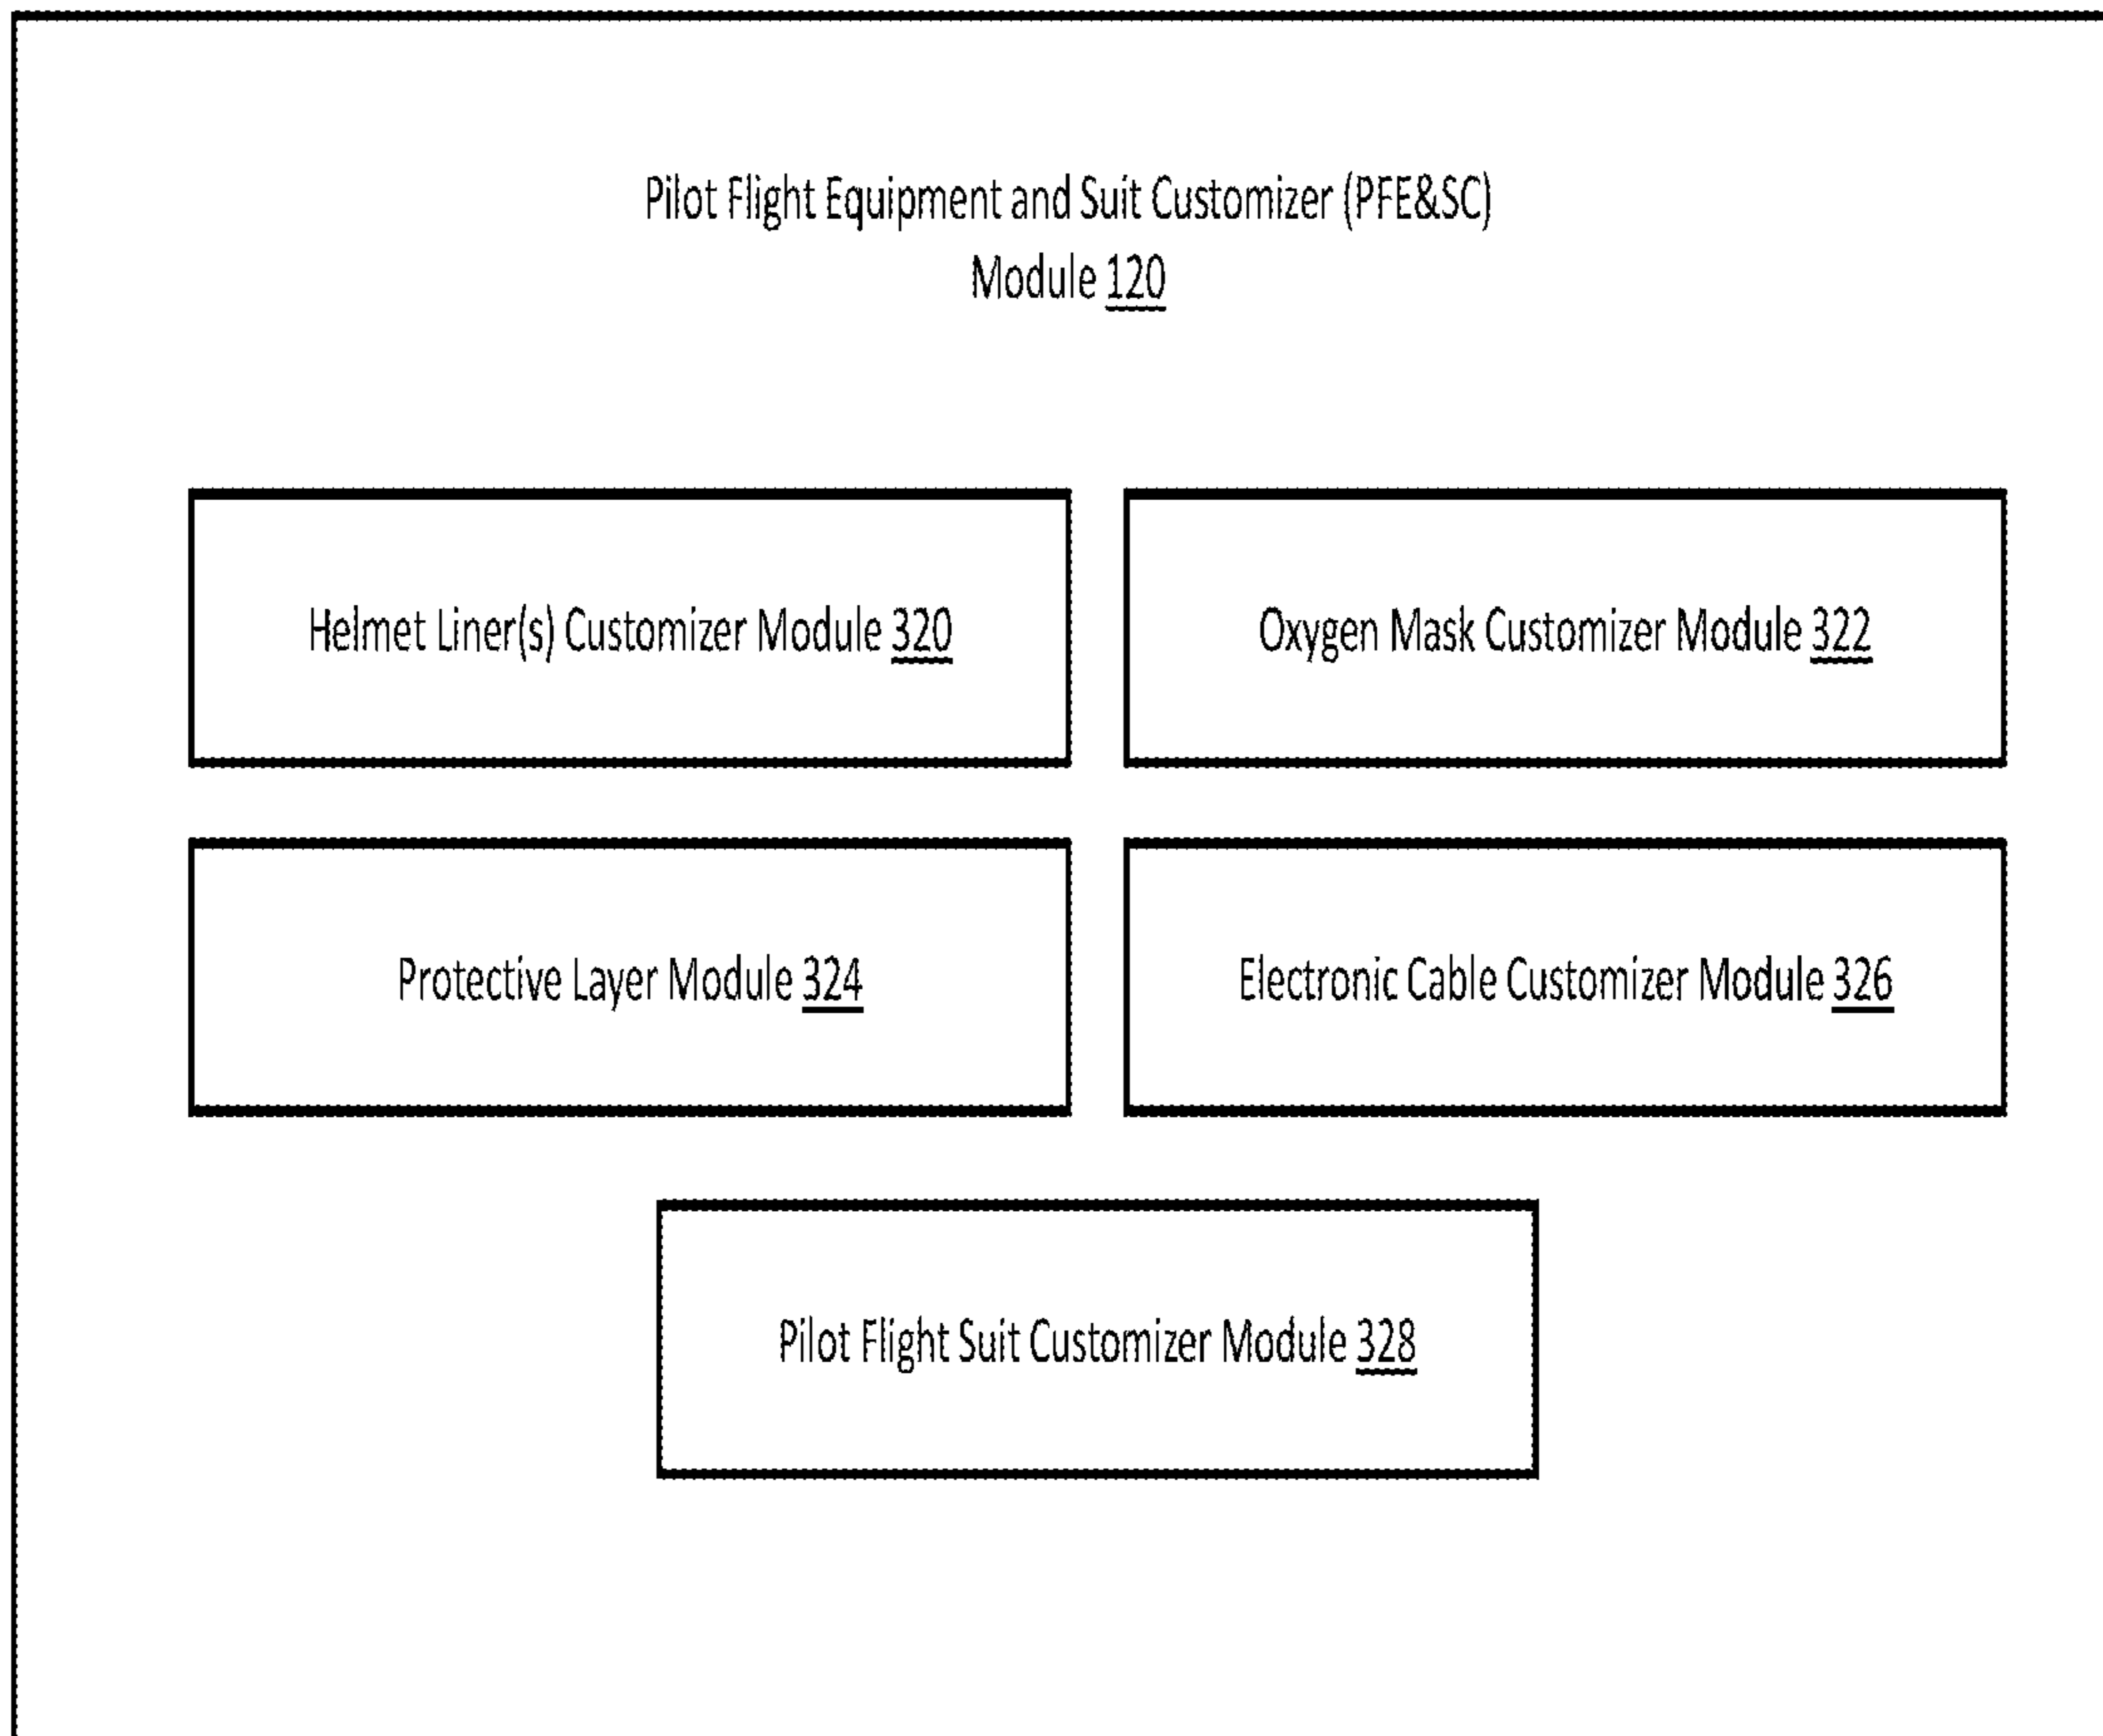 Pilot Flight Equipment and Suit Customizer (PFE&SC)
Module 120
Helmet Liner(s) Customizer Module 320
Oxygen Mask Customizer Module 322
Protective Layer Module 324
Electronic Cable Customizer Module 326
Pilot Flight Suit Customizer Module 328